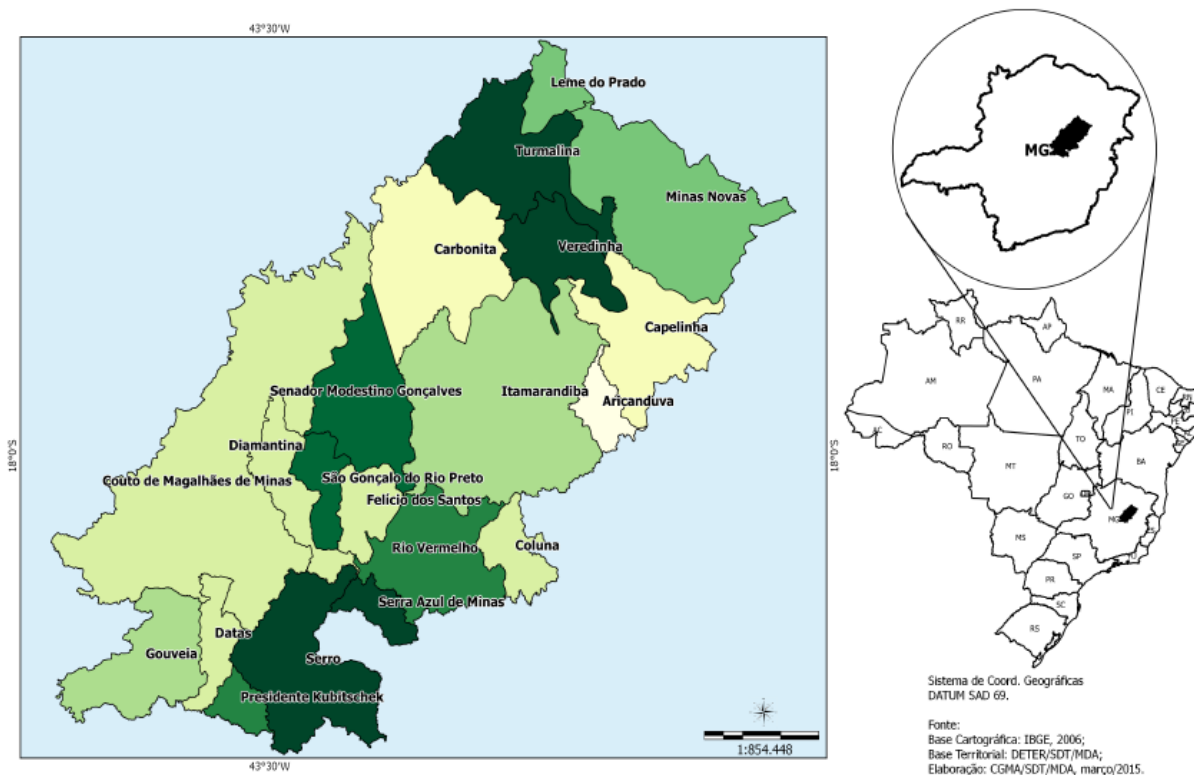 43°30'W
Leme do Prado
Turmalina
Minas Novas
Carbonita
Veredinha
Capelinha
Senador Modestino Gonçalves
Itamarandiba
Aricanduva
Diamantina
Couto de Magalhães de Minas
São Gonçalo do Rio Preto
Felício dos Santos
Rio Vermelho
Coluna
Serra Azul de Minas
Datas
Gouveia
Serro
Presidente Kubitschek
18°0'S
18°0'S
1:854.448
43°30'W
MG
RR
AP
AM
PA
MA
CE
PI
AC
RO
TO
BA
MT
GO
MG
MS
SP
PR
SC
RS
Sistema de Coord. Geográficas
DATUM SAD 69.
Fonte:
Base Cartográfica: IBGE, 2006;
Base Territorial: DETER/SDT/MDA;
Elaboração: CGMA/SDT/MDA, março/2015.